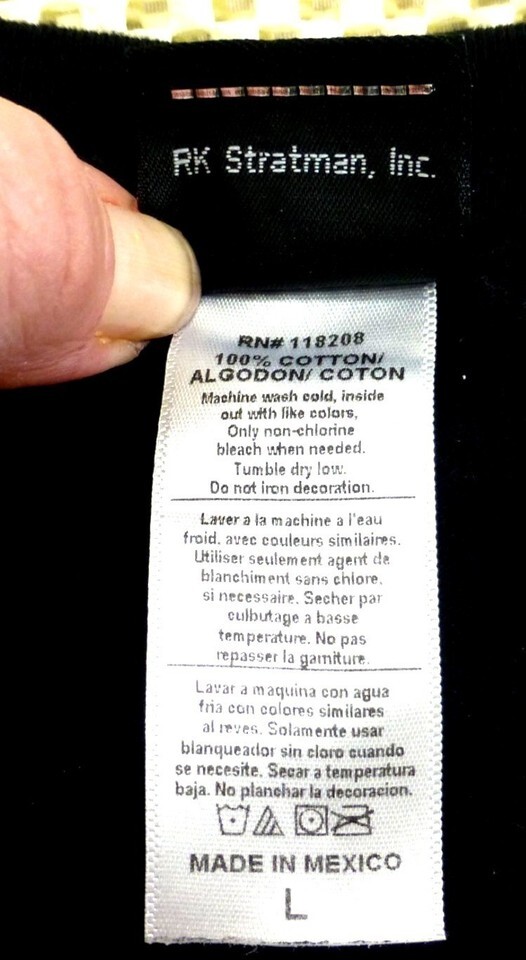 RK Stratman, Inc.
RN# 118208
100% COTTON/
ALGODON/ COTON
Machine wash cold, inside
out with like colors,
Only non-chlorine
bleach when needed.
Tumble dry low.
Do not iron decoration.
Laver a la machine a l'eau
froid. avec couleurs similaires.
Utiliser seulement agent de
blanchiment sans chlore.
si necessaire. Secher par
culbutage a basse
temperature. No pas
repasser la garniture.
Lavar a maquina con agua
fria con colores similares
al reves. Solamente usar
blanqueador sin cloro cuando
se necesite. Secar a temperatura
baja. No planchar la decoracion.
MADE IN MEXICO
L